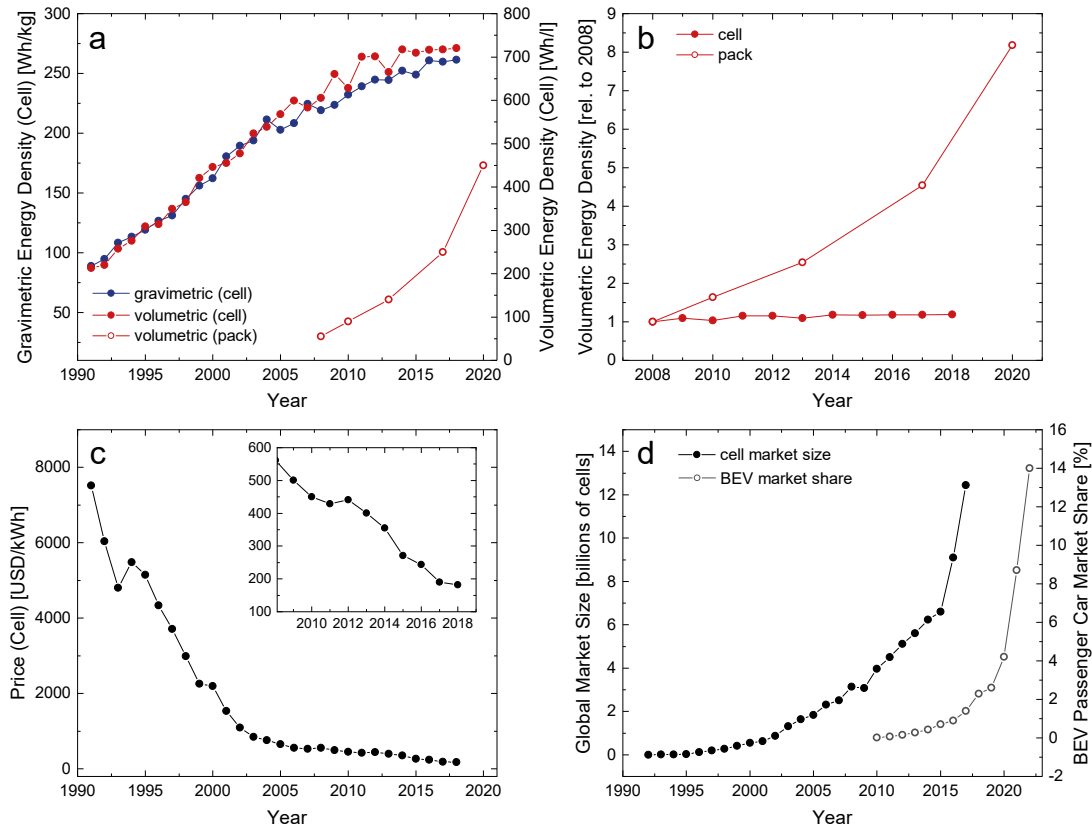 a
Gravimetric Energy Density (Cell) [Wh/kg]
300
250
200
150
100
50
Volumetric Energy Density (Cell) [Wh/l]
800
700
600
500
400
300
200
100
0
gravimetric (cell)
volumetric (cell)
volumetric (pack)
1990 1995 2000 2005 2010 2015 2020
Year
b
Volumetric Energy Density [rel. to 2008]
9
8
7
6
5
4
3
2
1
0
cell
pack
2008 2010 2012 2014 2016 2018 2020
Year
c
Price (Cell) [USD/kWh]
8000
6000
4000
2000
0
600
500
400
300
200
100
2010 2012 2014 2016 2018
1990 1995 2000 2005 2010 2015 2020
Year
d
Global Market Size [billions of cells]
14
12
10
8
6
4
2
0
BEV Passenger Car Market Share [%]
16
14
12
10
8
6
4
2
0
-2
cell market size
BEV market share
1990 1995 2000 2005 2010 2015 2020
Year